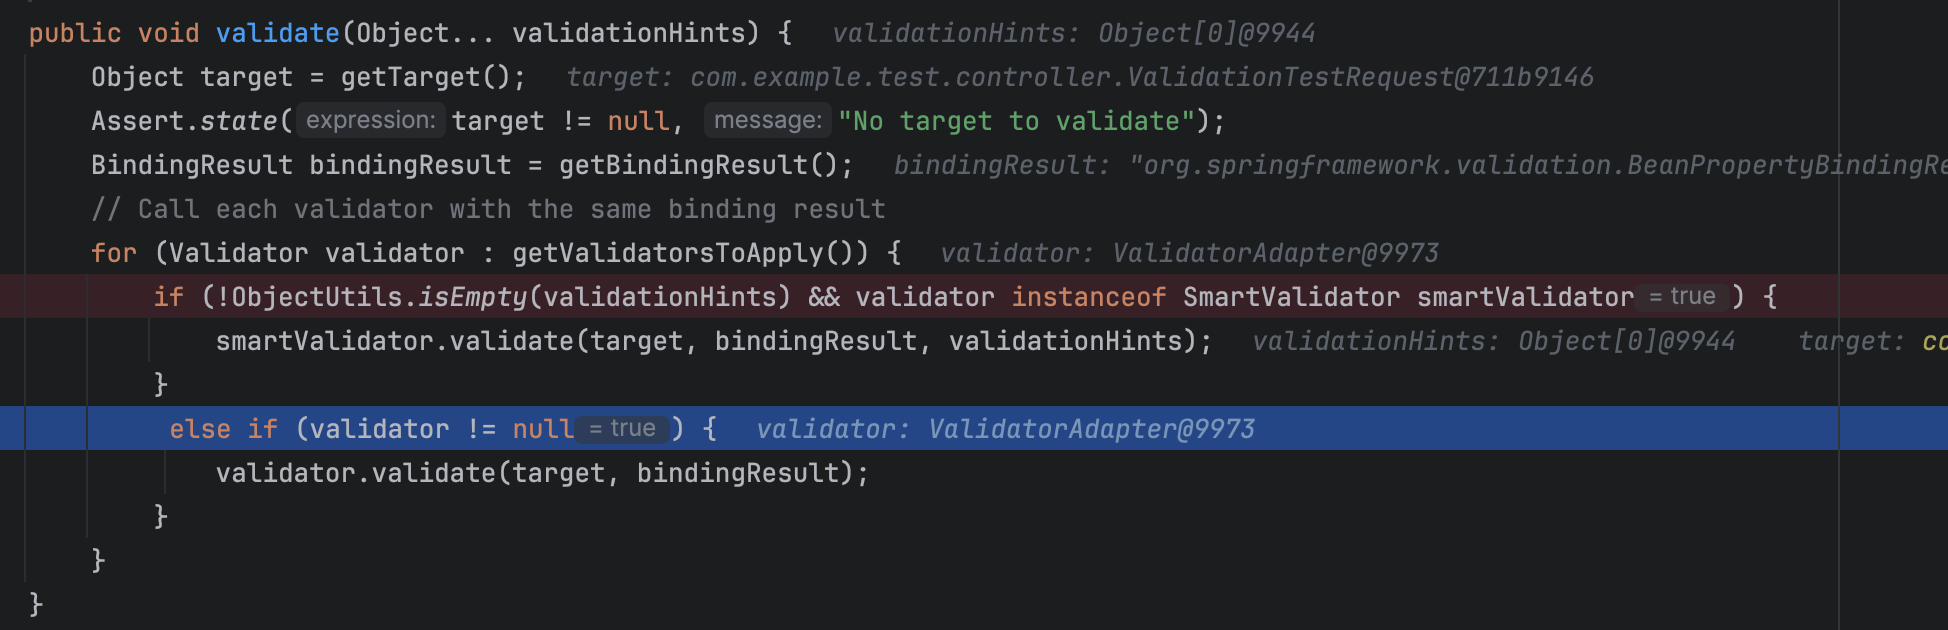 public void validate(Object... validationHints) {  validationHints: Object[0]@9944
Object target = getTarget();  target: com.example.test.controller.ValidationTestRequest@711b9146
Assert.state( expression: target != null,  message: "No target to validate");
BindingResult bindingResult = getBindingResult();  bindingResult: "org.springframework.validation.BeanPropertyBindingRe
// Call each validator with the same binding result
for (Validator validator : getValidatorsToApply()) {  validator: ValidatorAdapter@9973
if (!ObjectUtils.isEmpty(validationHints) && validator instanceof SmartValidator smartValidator = true ) {
smartValidator.validate(target, bindingResult, validationHints);  validationHints: Object[0]@9944  target: co
}
else if (validator != null = true ) {  validator: ValidatorAdapter@9973
validator.validate(target, bindingResult);
}
}
}